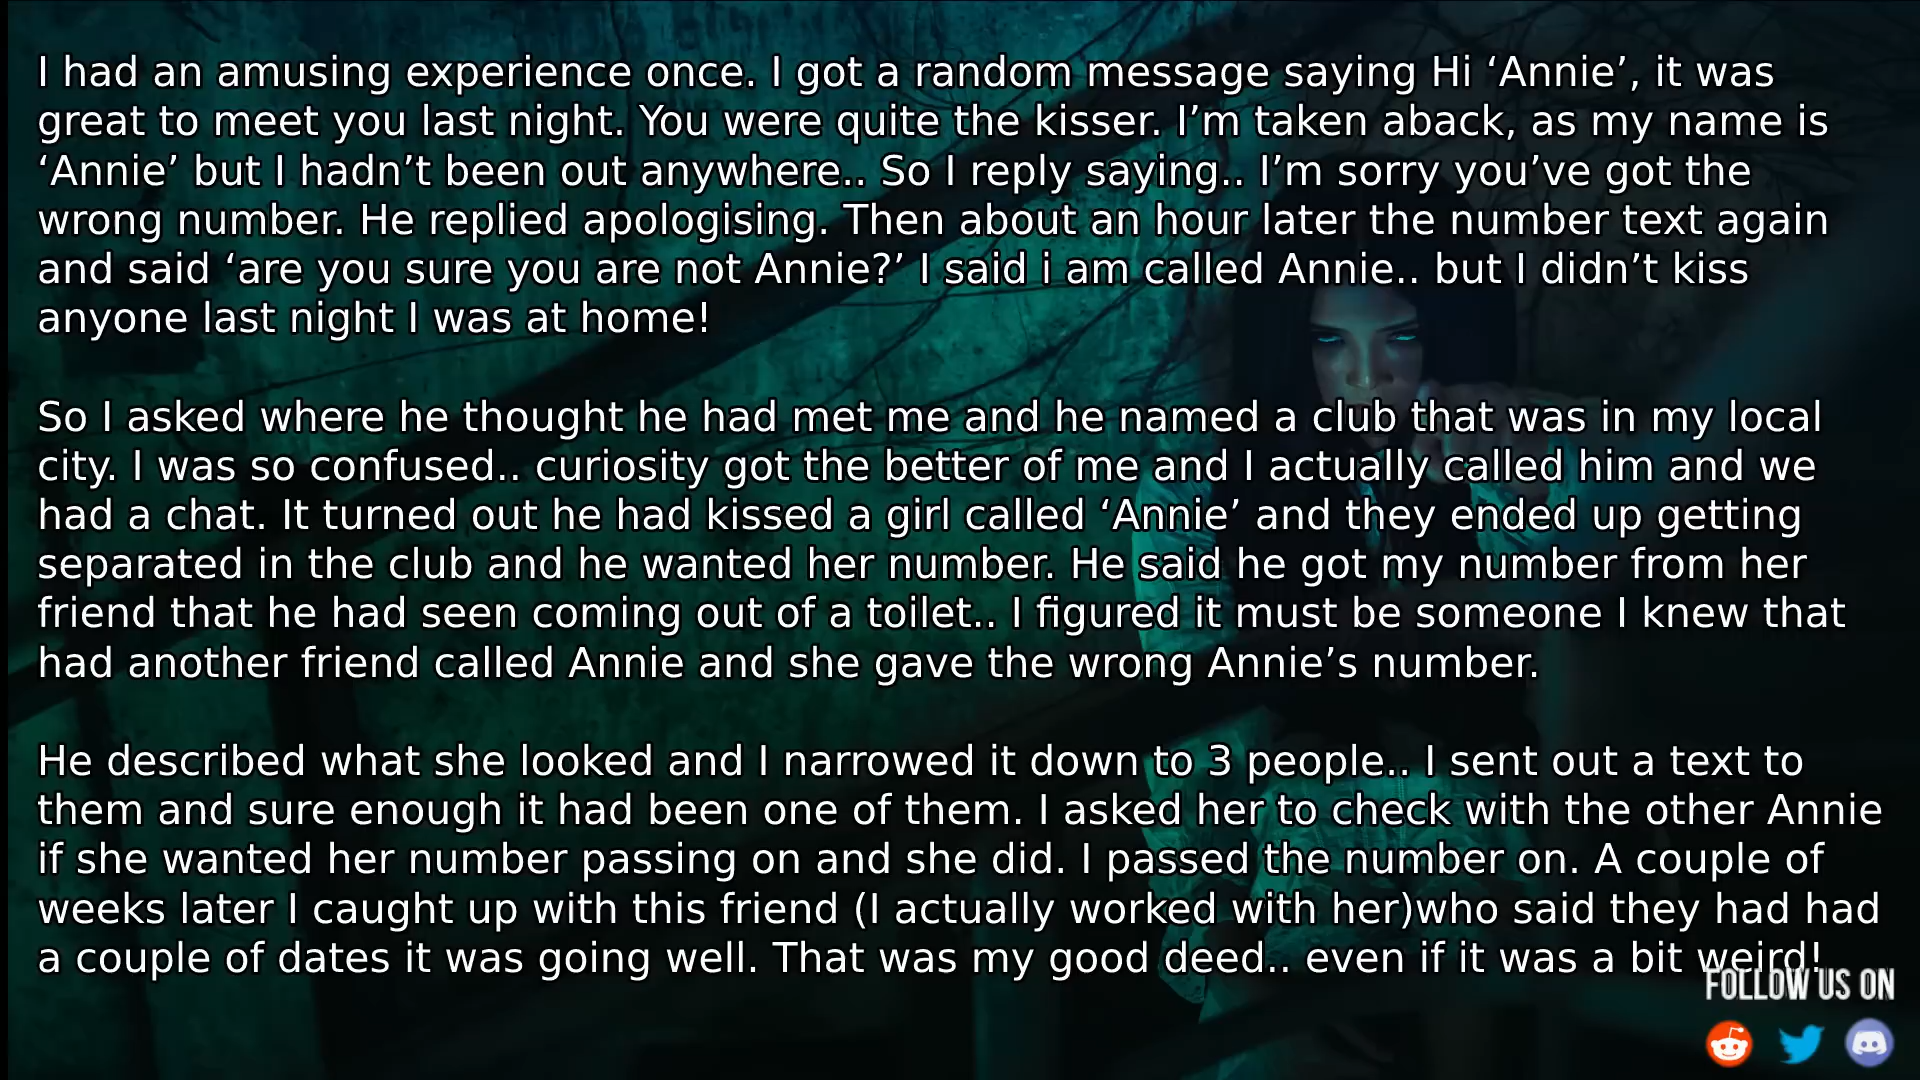 I had an amusing experience once. I got a random message saying Hi ‘Annie’, it was
great to meet you last night. You were quite the kisser. I’m taken aback, as my name is
‘Annie’ but I hadn’t been out anywhere.. So I reply saying.. I’m sorry you’ve got the
wrong number. He replied apologising. Then about an hour later the number text again
and said ‘are you sure you are not Annie?’ I said i am called Annie.. but I didn’t kiss
anyone last night I was at home!
So I asked where he thought he had met me and he named a club that was in my local
city. I was so confused.. curiosity got the better of me and I actually called him and we
had a chat. It turned out he had kissed a girl called ‘Annie’ and they ended up getting
separated in the club and he wanted her number. He said he got my number from her
friend that he had seen coming out of a toilet.. I figured it must be someone I knew that
had another friend called Annie and she gave the wrong Annie’s number.
He described what she looked and I narrowed it down to 3 people.. I sent out a text to
them and sure enough it had been one of them. I asked her to check with the other Annie
if she wanted her number passing on and she did. I passed the number on. A couple of
weeks later I caught up with this friend (I actually worked with her)who said they had had
a couple of dates it was going well. That was my good deed.. even if it was a bit weird!
FOLLOW US ON